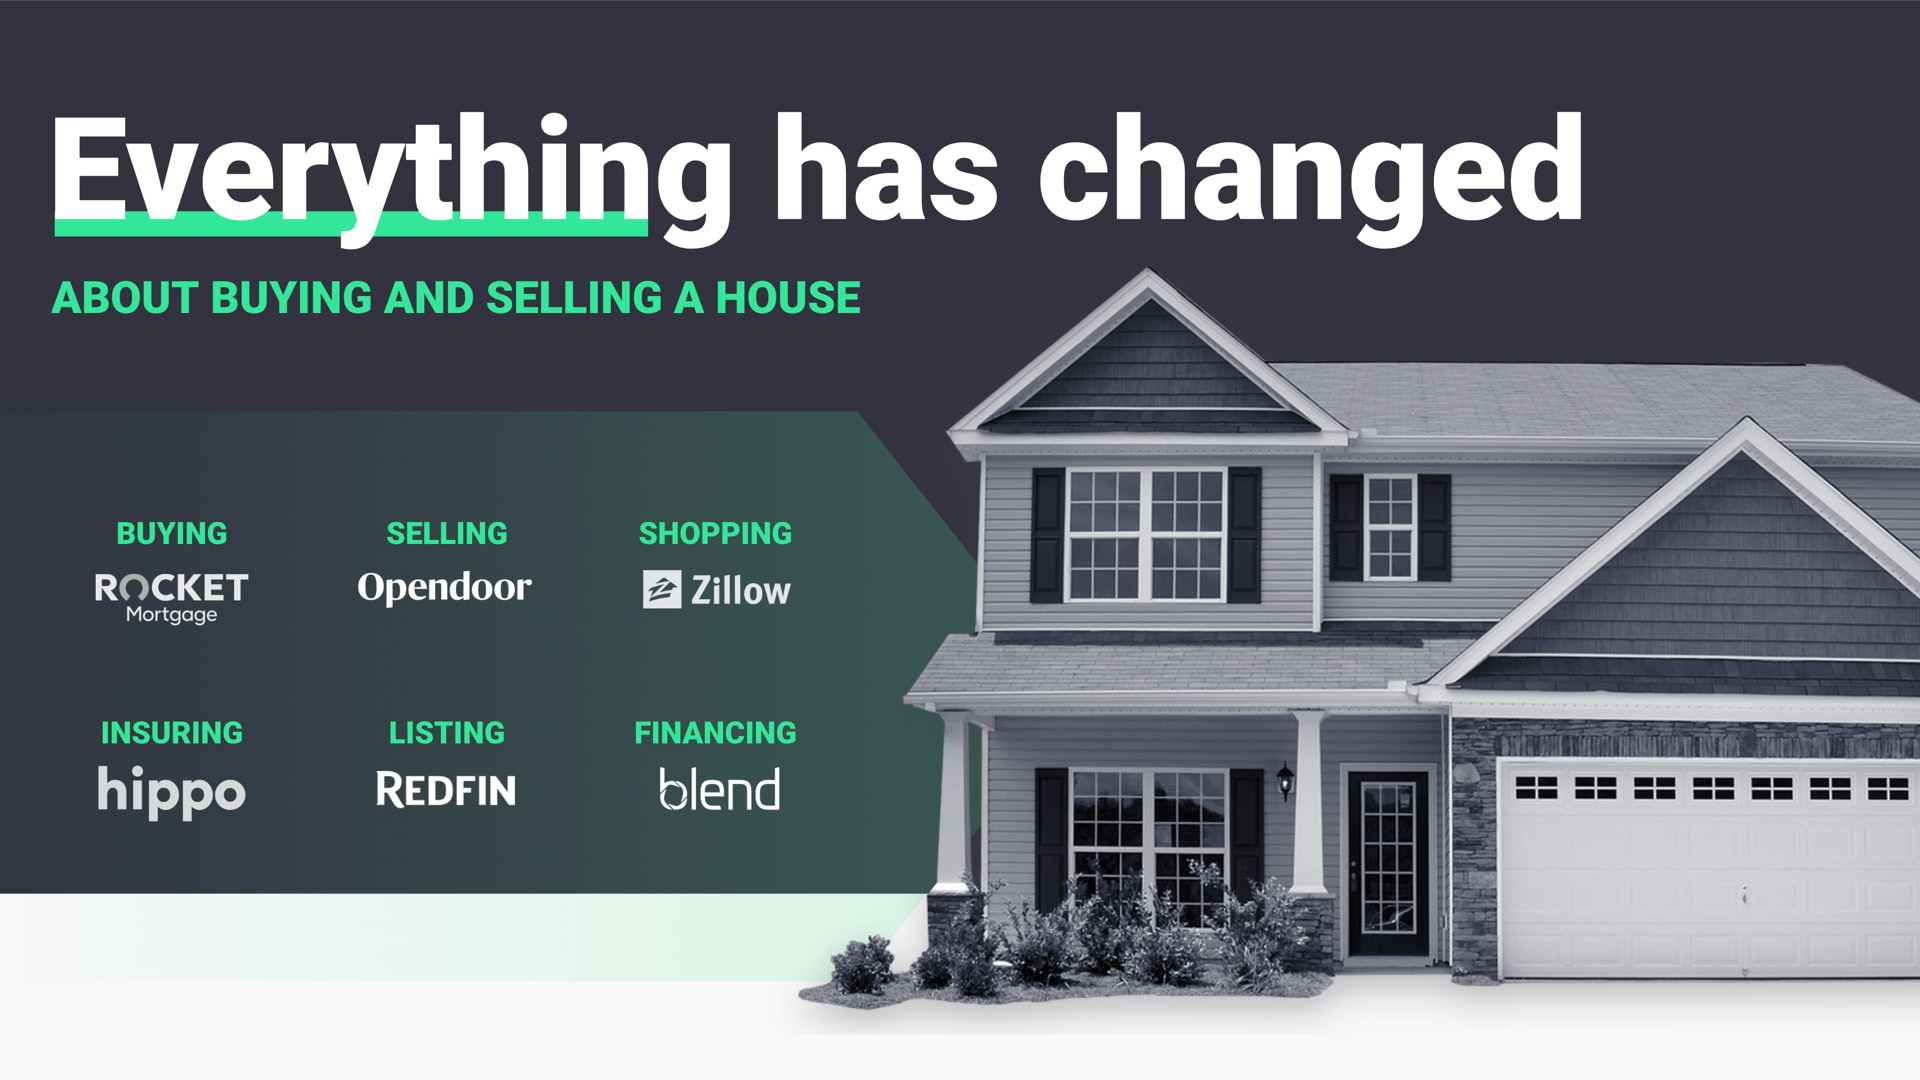 Everything has changed
ABOUT BUYING AND SELLING A HOUSE
BUYING
ROCKET
Mortgage
SELLING
Opendoor
SHOPPING
Zillow
INSURING
hippo
LISTING
REDFIN
FINANCING
blend